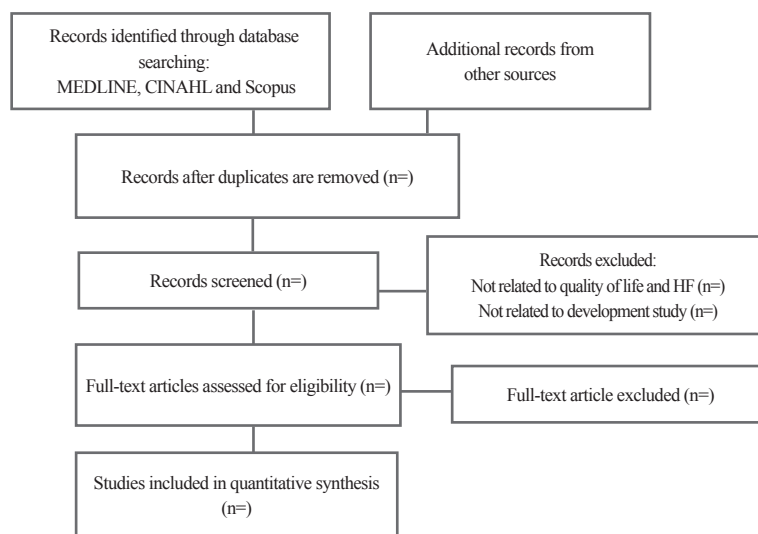 Records identified through database
searching:
MEDLINE, CINAHL and Scopus
Additional records from
other sources
Records after duplicates are removed (n=)
Records screened (n=)
Records excluded:
Not related to quality of life and HF (n=)
Not related to development study (n=)
Full-text articles assessed for eligibility (n=)
Full-text article excluded (n=)
Studies included in quantitative synthesis
(n=)